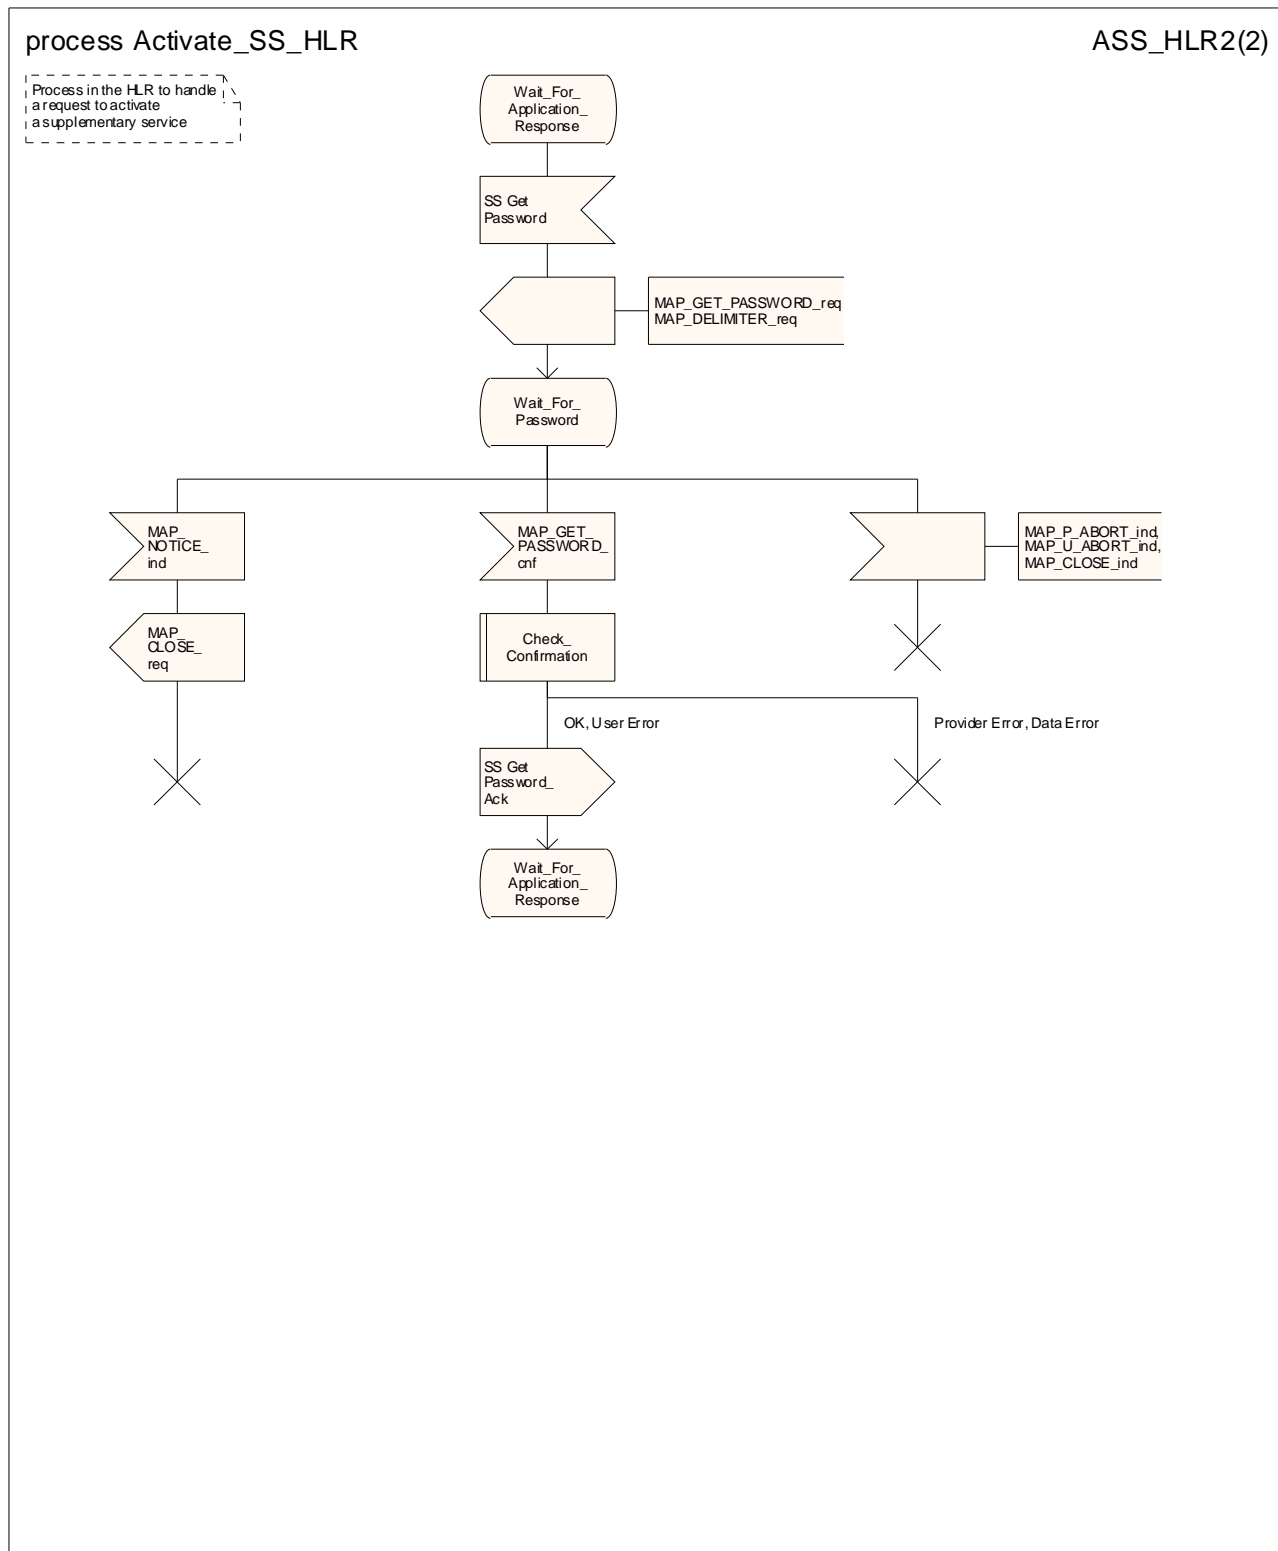 process Activate_SS_HLR
ASS_HLR2(2)
Process in the HLR to handle
a request to activate
a supplementary service
Wait_For_
Application_
Response
SS Get
Password
MAP_GET_PASSWORD_req
MAP_DELIMITER_req
Wait_For_
Password
MAP_
NOTICE_
ind
MAP_GET_
PASSWORD_
cnf
MAP_P_ABORT_ind,
MAP_U_ABORT_ind,
MAP_CLOSE_ind
MAP_
CLOSE_
req
Check_
Confirmation
OK, User Error
Provider Error, Data Error
SS Get
Password_
Ack
Wait_For_
Application_
Response